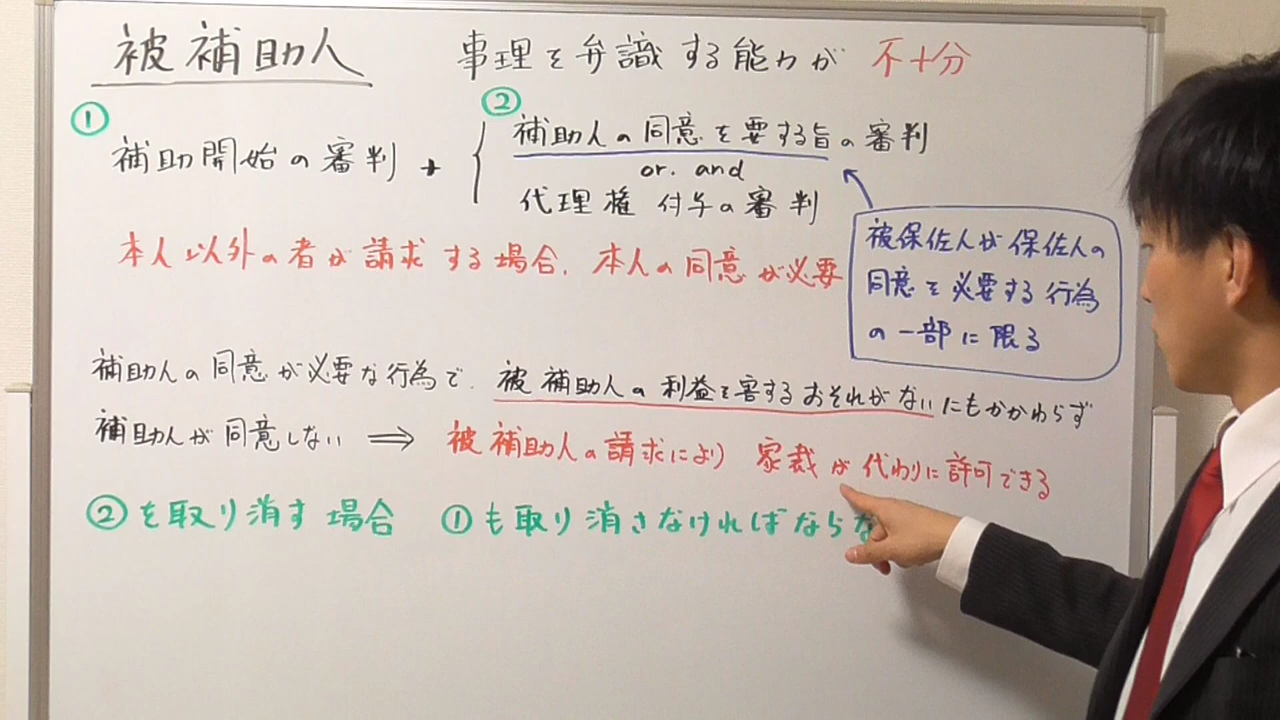 被補助人 事理を弁識する能力が 不十分
① ②
補助開始の審判 + { 補助人の同意を要する旨の審判
or. and
代理権 付与の審判
本人以外の者が請求する場合、本人の同意が必要
被保佐人が保佐人の
同意を必要する行為
の一部に限る
補助人の同意が必要な行為で、被補助人の利益を害するおそれがないにもかかわらず
補助人が同意しない ⇒ 被補助人の請求により 家裁が代わりに許可できる
②を取り消す場合 ①も取り消さなければならな